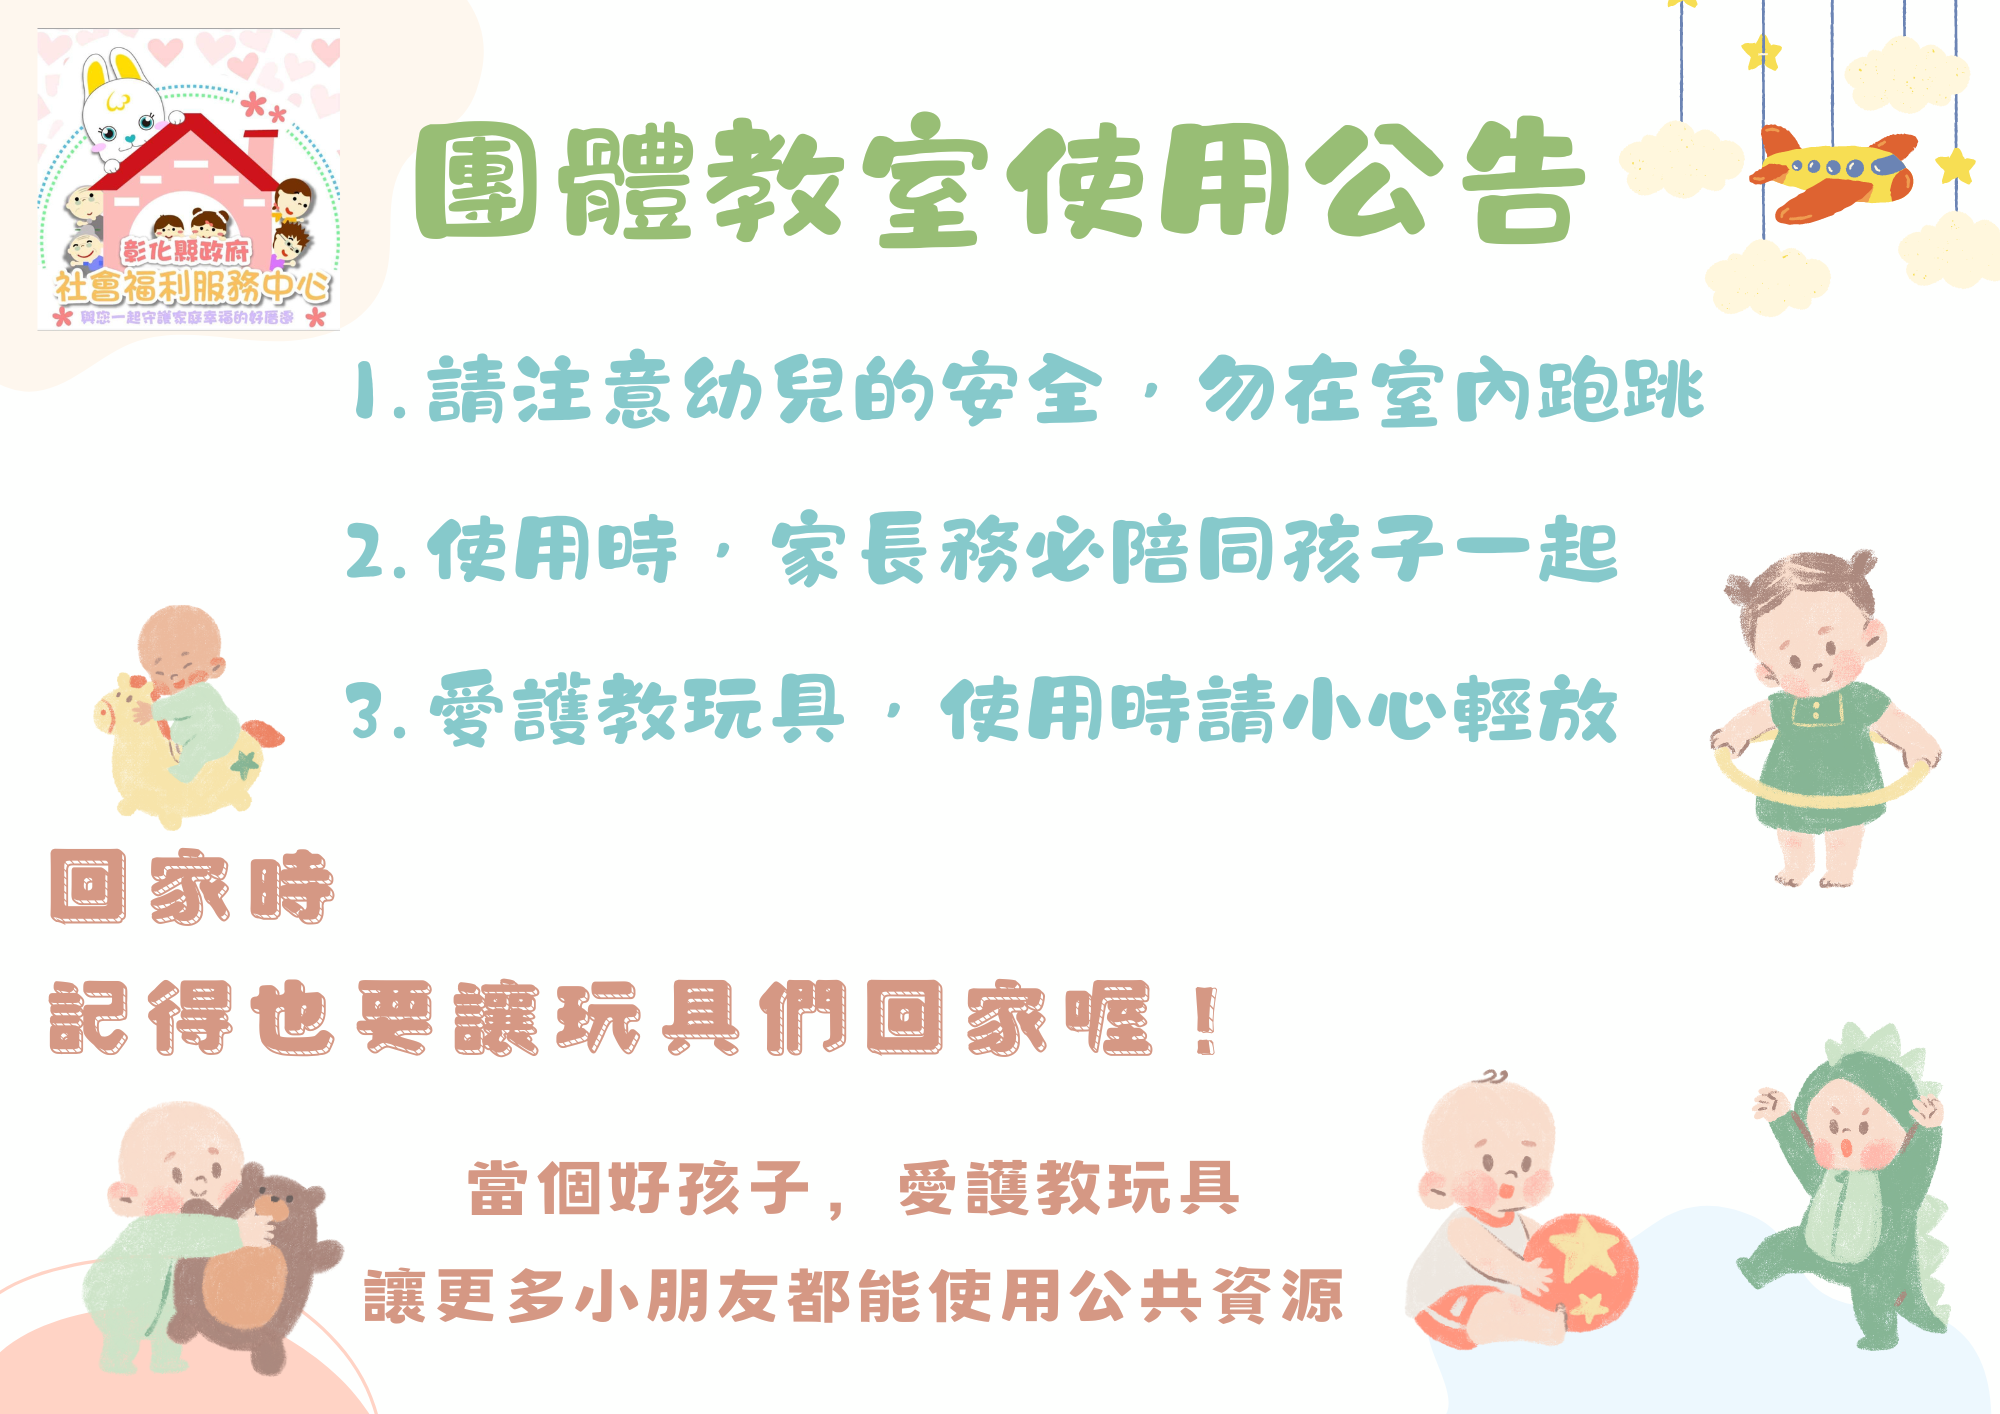 彰化縣政府
社會福利服務中心
與您一起守護家庭幸福的好厝邊
團體教室使用公告
1.請注意幼兒的安全，勿在室內跑跳
2.使用時，家長務必陪同孩子一起
3.愛護教玩具，使用時請小心輕放
回家時
記得也要讓玩具們回家喔！
當個好孩子，愛護教玩具
讓更多小朋友都能使用公共資源